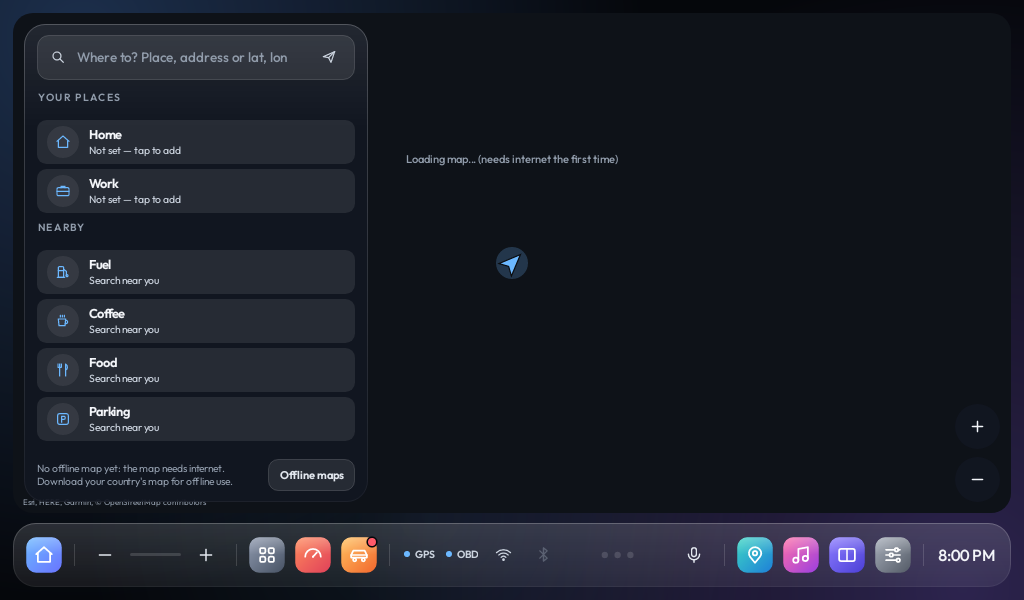 Where to? Place, address or lat, lon
YOUR PLACES
Home
Not set — tap to add
Work
Not set — tap to add
NEARBY
Fuel
Search near you
Coffee
Search near you
Food
Search near you
Parking
Search near you
No offline map yet: the map needs internet.
Download your country's map for offline use.
Offline maps
Esri, HERE, Garmin, © OpenStreetMap contributors
Loading map... (needs internet the first time)
GPS
OBD
8:00 PM